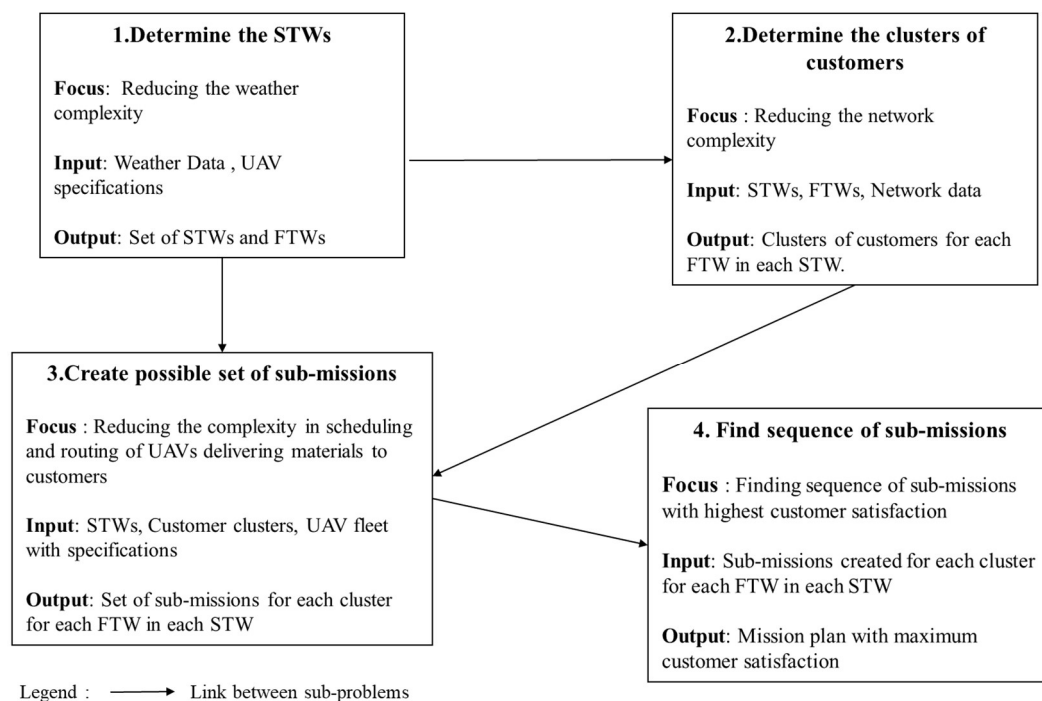 1.Determine the STWs
Focus:  Reducing the weather
complexity
Input: Weather Data , UAV
specifications
Output: Set of STWs and FTWs
2.Determine the clusters of
customers
Focus : Reducing the network
complexity
Input: STWs, FTWs, Network data
Output: Clusters of customers for each
FTW in each STW.
3.Create possible set of sub-missions
Focus : Reducing the complexity in scheduling
and routing of UAVs delivering materials to
customers
Input: STWs, Customer clusters, UAV fleet
with specifications
Output: Set of sub-missions for each cluster
for each FTW in each STW
4. Find sequence of sub-missions
Focus : Finding sequence of sub-missions
with highest customer satisfaction
Input: Sub-missions created for each cluster
for each FTW in each STW
Output: Mission plan with maximum
customer satisfaction
Legend : Link between sub-problems